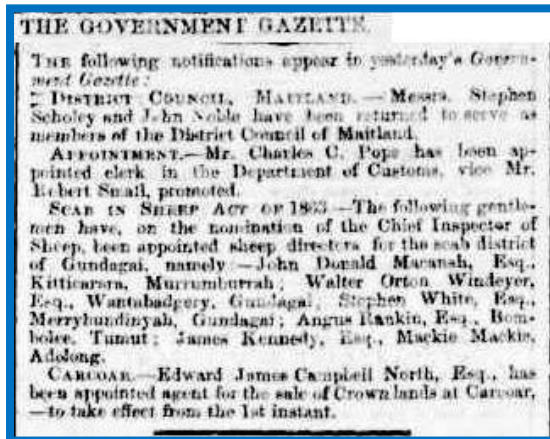 THE GOVERNMENT GAZETTE.
THE following notifications appear in yesterday's Govern-
ment Gazette:
DISTRICT COUNCIL, MAITLAND.—Messrs. Stephen
Scholey and John Noble have been returned to serve as
members of the District Council of Maitland.
APPOINTMENT.—Mr. Charles C. Pope has been ap-
pointed clerk in the Department of Customs, vice Mr.
Robert Small, promoted.
SCAB IN SHEEP ACT OF 1863—The following gentle-
men have, on the nomination of the Chief Inspector of
Sheep, been appointed sheep directors for the scab district
of Gundagai, namely—John Donald Macansh, Esq.,
Murrumburrah; Walter Orton Windeyer,
Esq., Wantabadgery, Gundagai; Stephen White, Esq.,
Merrybundinyah, Gundagai; Angus Rankin, Esq., Bom-
Tumut; James Kennedy, Esq., Mackie Mackie,
Adelong.
CARCOAR.—Edward James Campbell North, Esq., has
been appointed agent for the sale of Crown lands at Carcoar,
—to take effect from the 1st instant.